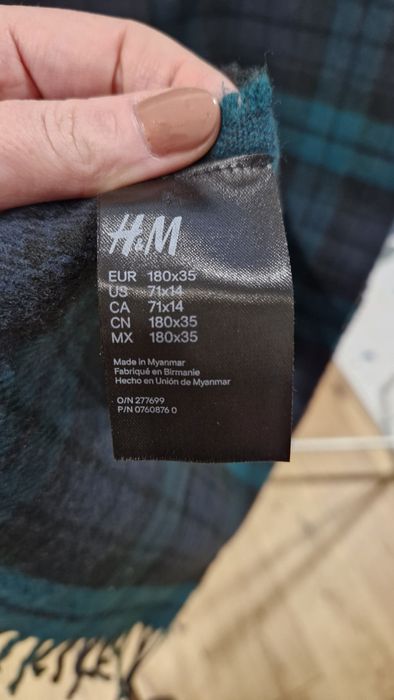 H&M
EUR 180x35
US 71x14
CA 71x14
CN 180x35
MX 180x35
Made in Myanmar
Fabriqué en Birmanie
Hecho en Unión de Myanmar
O/N 277699
P/N 0760876 0